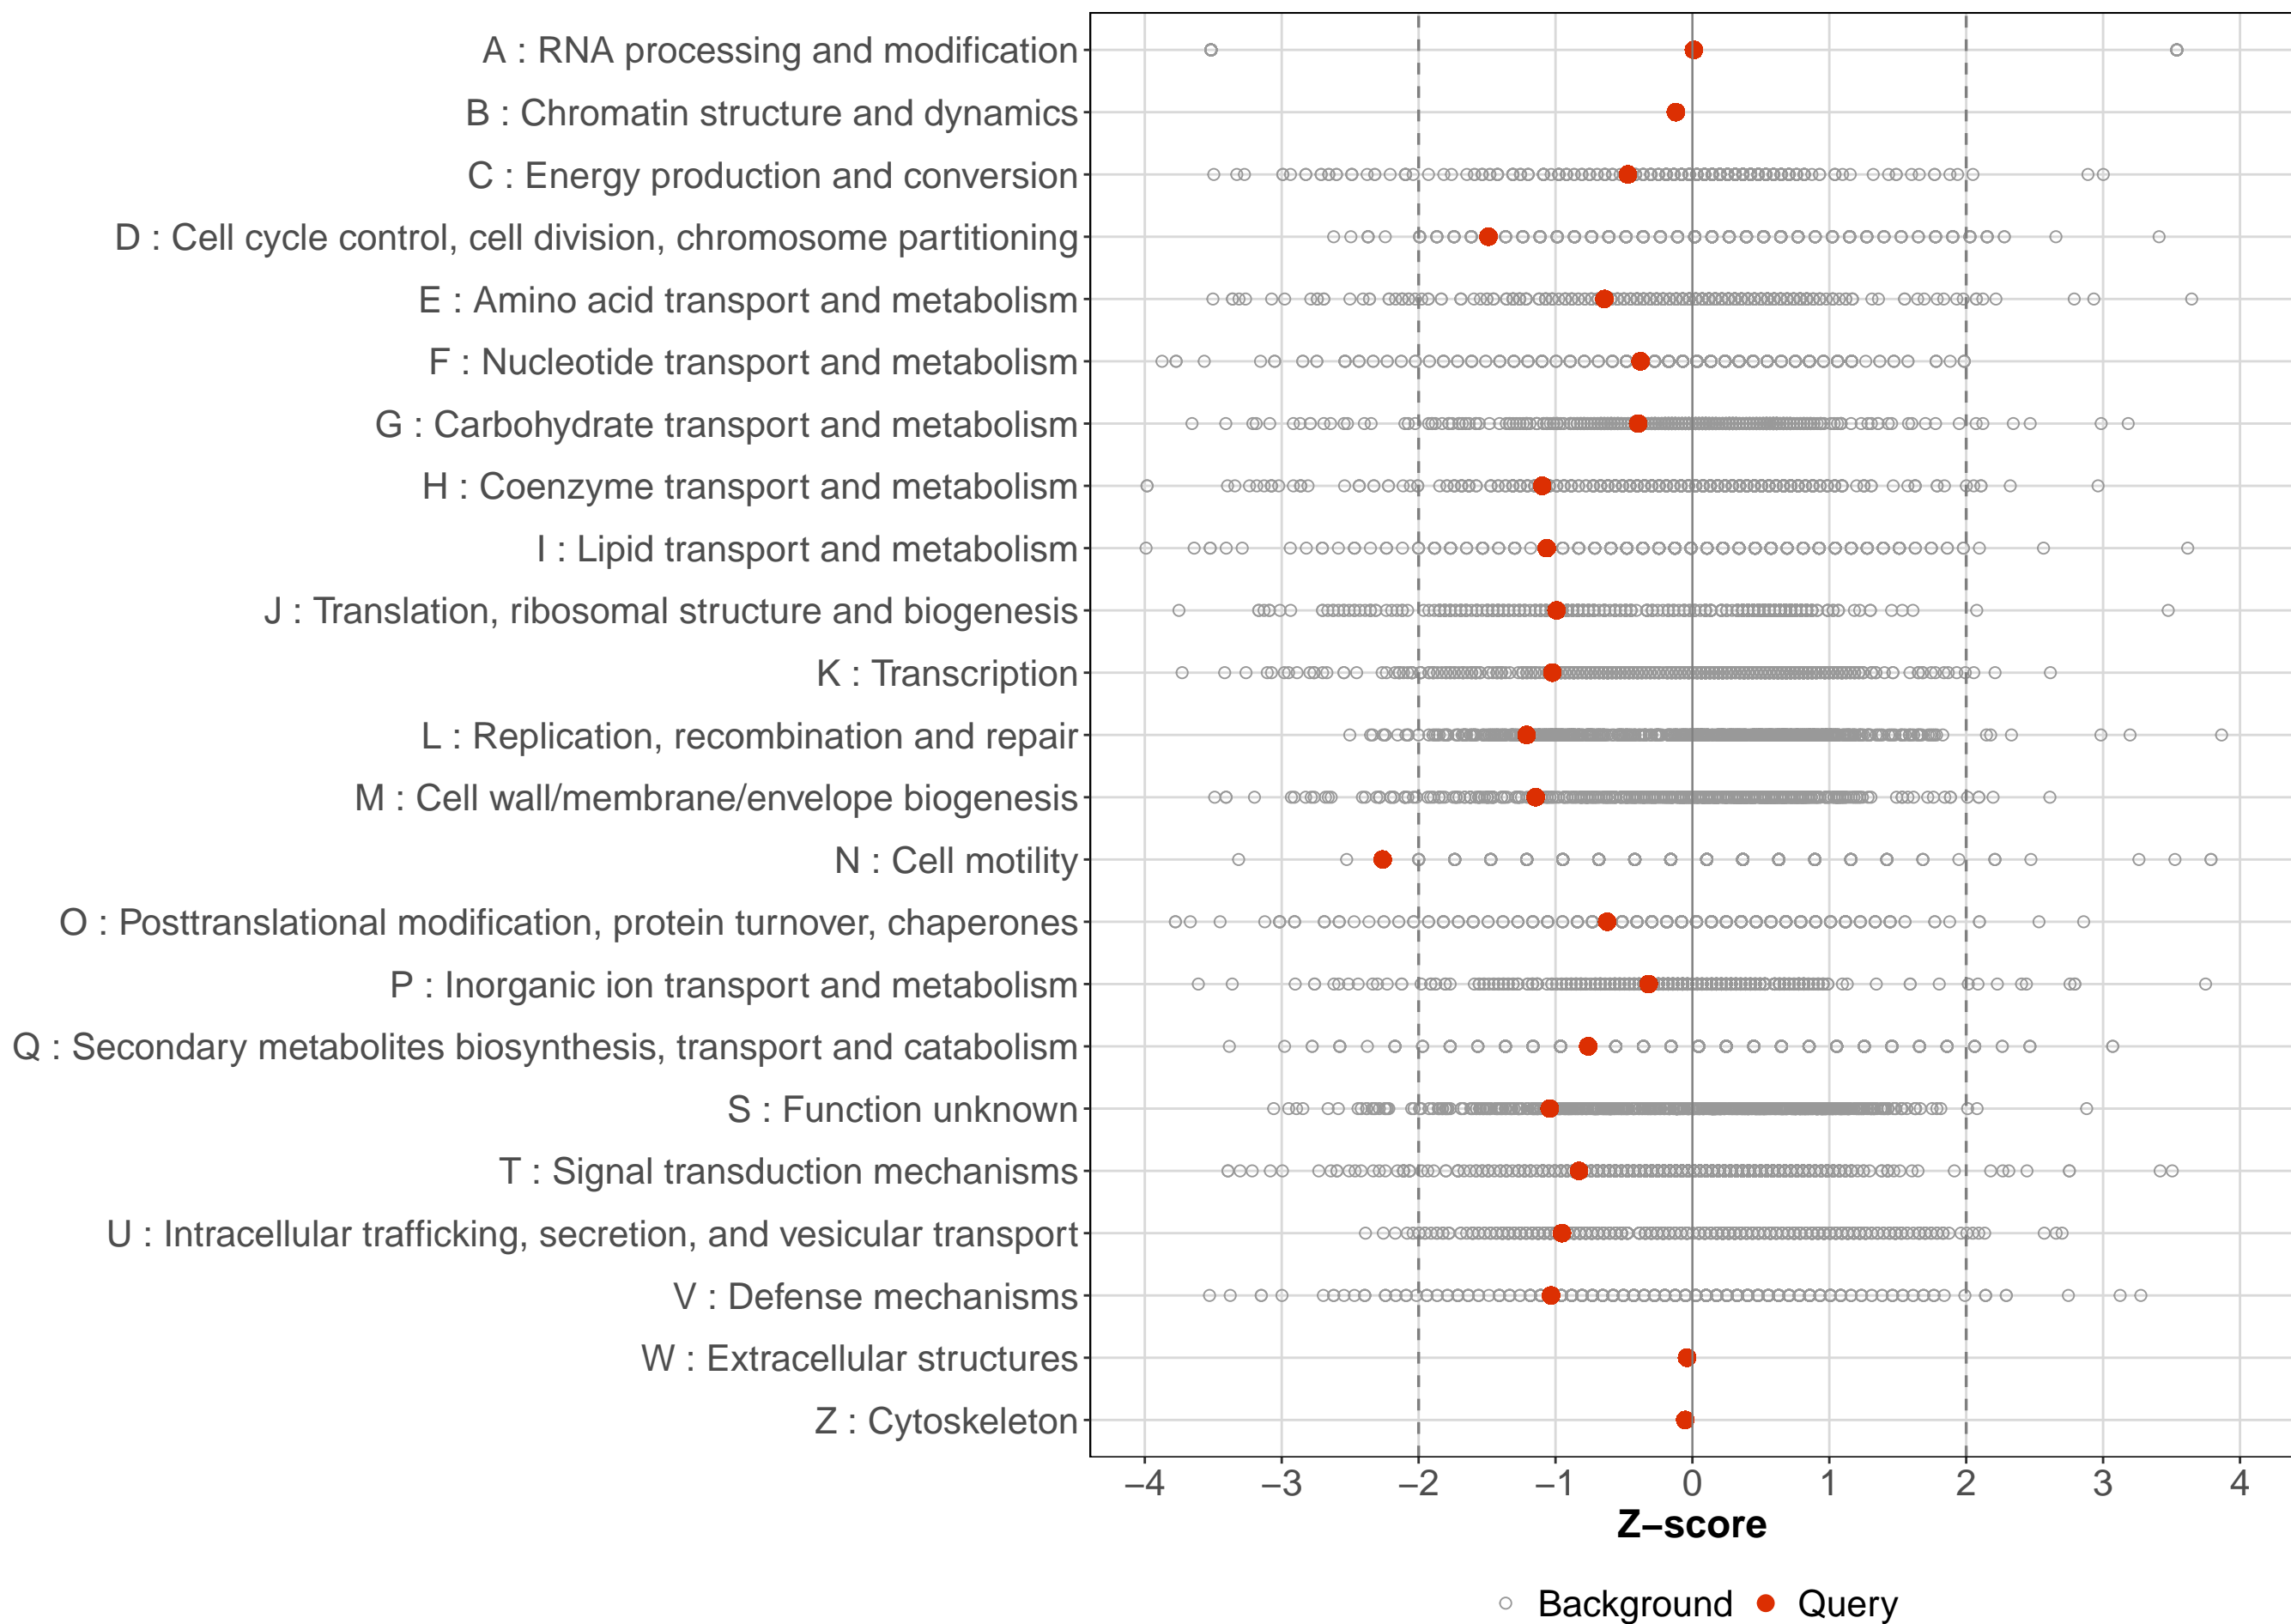 A : RNA processing and modification
B : Chromatin structure and dynamics
C : Energy production and conversion
D : Cell cycle control, cell division, chromosome partitioning
E : Amino acid transport and metabolism
F : Nucleotide transport and metabolism
G : Carbohydrate transport and metabolism
H : Coenzyme transport and metabolism
I : Lipid transport and metabolism
J : Translation, ribosomal structure and biogenesis
K : Transcription
L : Replication, recombination and repair
M : Cell wall/membrane/envelope biogenesis
N : Cell motility
O : Posttranslational modification, protein turnover, chaperones
P : Inorganic ion transport and metabolism
Q : Secondary metabolites biosynthesis, transport and catabolism
S : Function unknown
T : Signal transduction mechanisms
U : Intracellular trafficking, secretion, and vesicular transport
V : Defense mechanisms
W : Extracellular structures
Z : Cytoskeleton
−4 −3 −2 −1 0 1 2 3 4
Z−score
Background Query